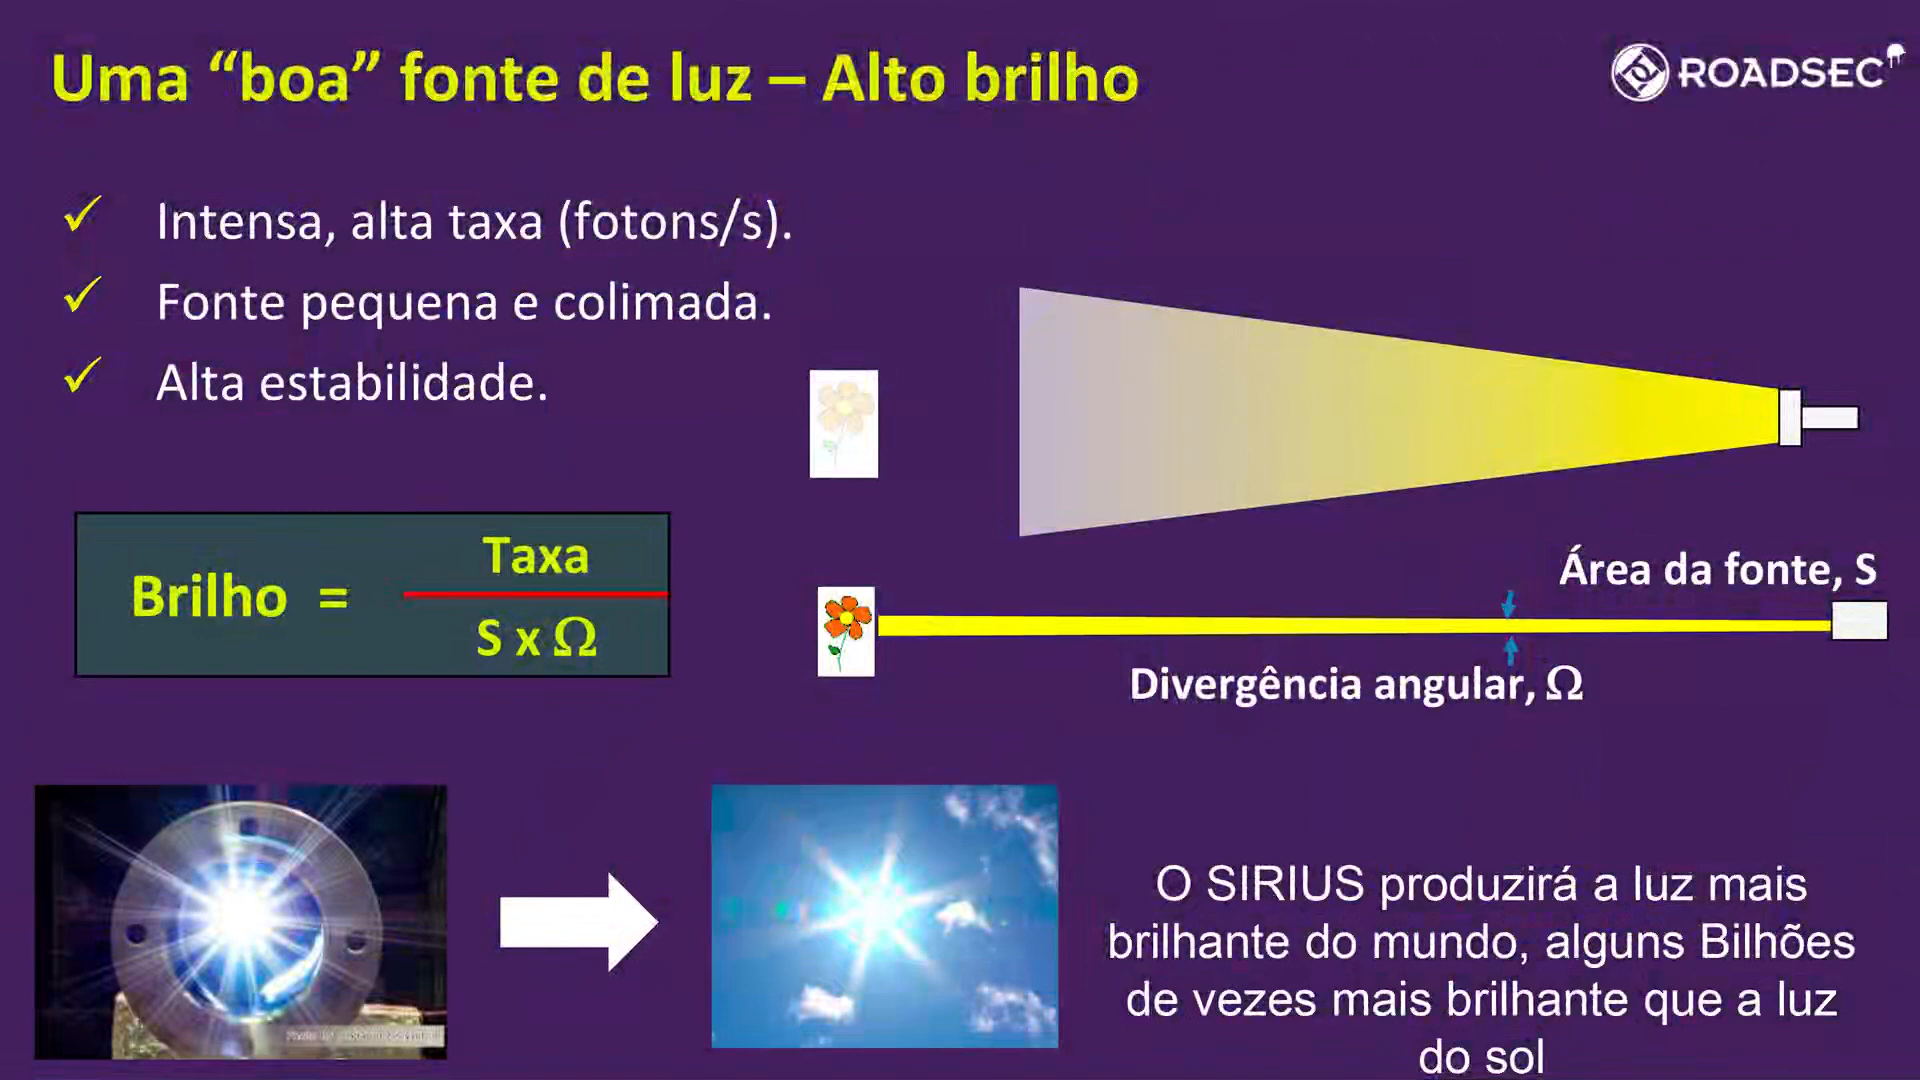 Uma “boa” fonte de luz – Alto brilho
ROADSEC
✓ Intensa, alta taxa (fotons/s).
✓ Fonte pequena e colimada.
✓ Alta estabilidade.
Brilho =
Taxa
S x Ω
Área da fonte, S
Divergência angular, Ω
O SIRIUS produzirá a luz mais
brilhante do mundo, alguns Bilhões
de vezes mais brilhante que a luz
do sol